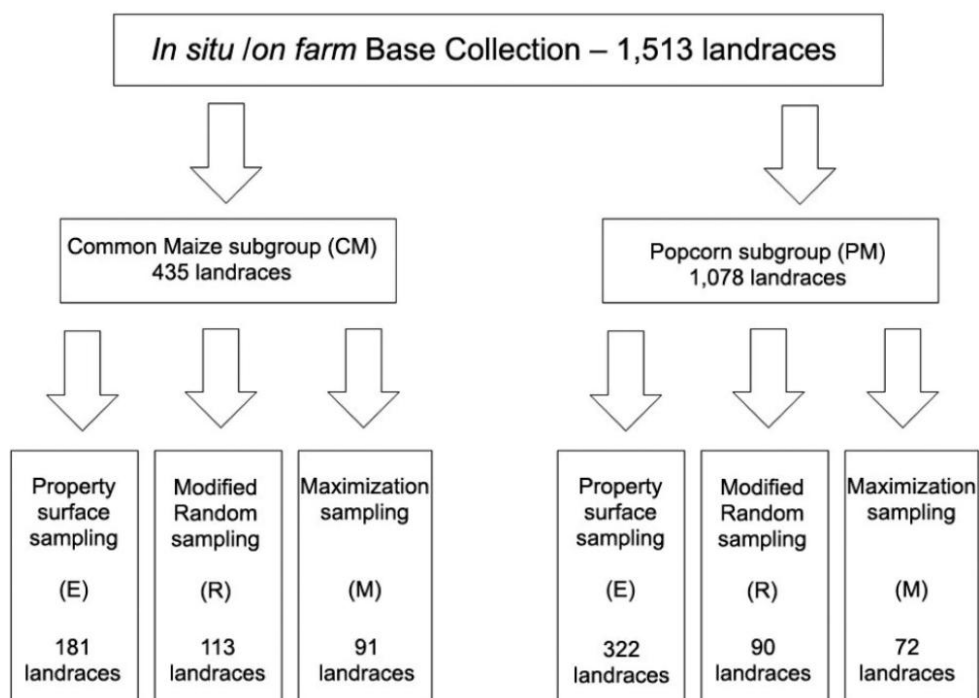 In situ /on farm Base Collection – 1,513 landraces
Common Maize subgroup (CM)
435 landraces
Popcorn subgroup (PM)
1,078 landraces
Property
surface
sampling
(E)
181
landraces
Modified
Random
sampling
(R)
113
landraces
Maximization
sampling
(M)
91
landraces
Property
surface
sampling
(E)
322
landraces
Modified
Random
sampling
(R)
90
landraces
Maximization
sampling
(M)
72
landraces